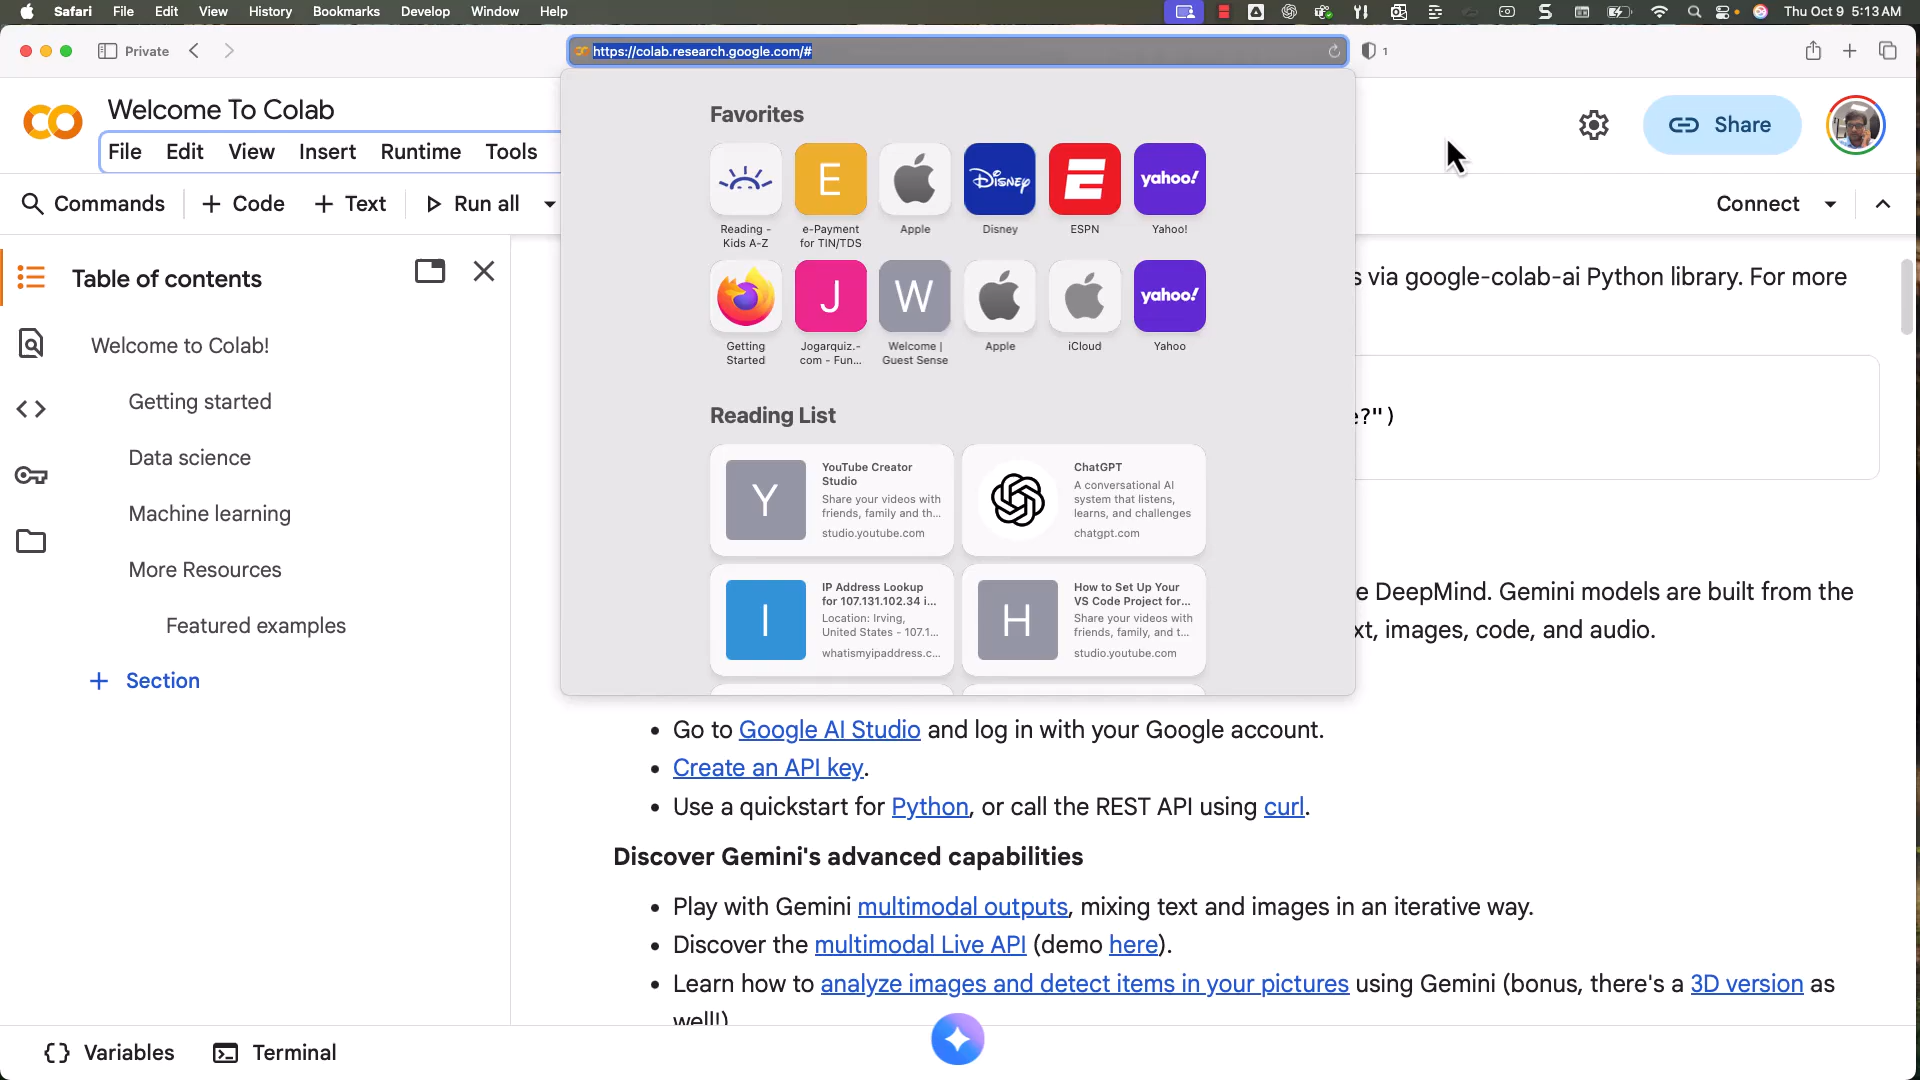 Safari File Edit View History Bookmarks Develop Window Help Thu Oct 9 5:13 AM
Private https://colab.research.google.com/# 1
Welcome To Colab
File Edit View Insert Runtime Tools
Share
Commands + Code + Text Run all
Connect
Favorites
DISNEP
yahoo!
Reading - Kids A-Z
e-Payment for TIN/TDS
Apple
Disney
ESPN
Yahoo!
E
J
W
yahoo!
Getting Started
Jogarquiz.-com - Fun...
Welcome | Guest Sense
Apple
iCloud
Yahoo
Reading List
Y
YouTube Creator
Studio
Share your videos with
friends, family and th...
studio.youtube.com
ChatGPT
A conversational AI
system that listens,
learns, and challenges
chatgpt.com
I
IP Address Lookup
for 107.131.102.34 i...
Location: Irving,
United States - 107.1...
whatismyipaddress.c...
H
How to Set Up Your
VS Code Project for...
Share your videos with
friends, family, and t...
studio.youtube.com
Table of contents
Welcome to Colab!
Getting started
Data science
Machine learning
More Resources
Featured examples
+ Section
s via google-colab-ai Python library. For more
?")
e DeepMind. Gemini models are built from the
xt, images, code, and audio.
• Go to Google AI Studio and log in with your Google account.
• Create an API key.
• Use a quickstart for Python, or call the REST API using curl.
Discover Gemini's advanced capabilities
• Play with Gemini multimodal outputs, mixing text and images in an iterative way.
• Discover the multimodal Live API (demo here).
• Learn how to analyze images and detect items in your pictures using Gemini (bonus, there's a 3D version as
well!)
Variables Terminal